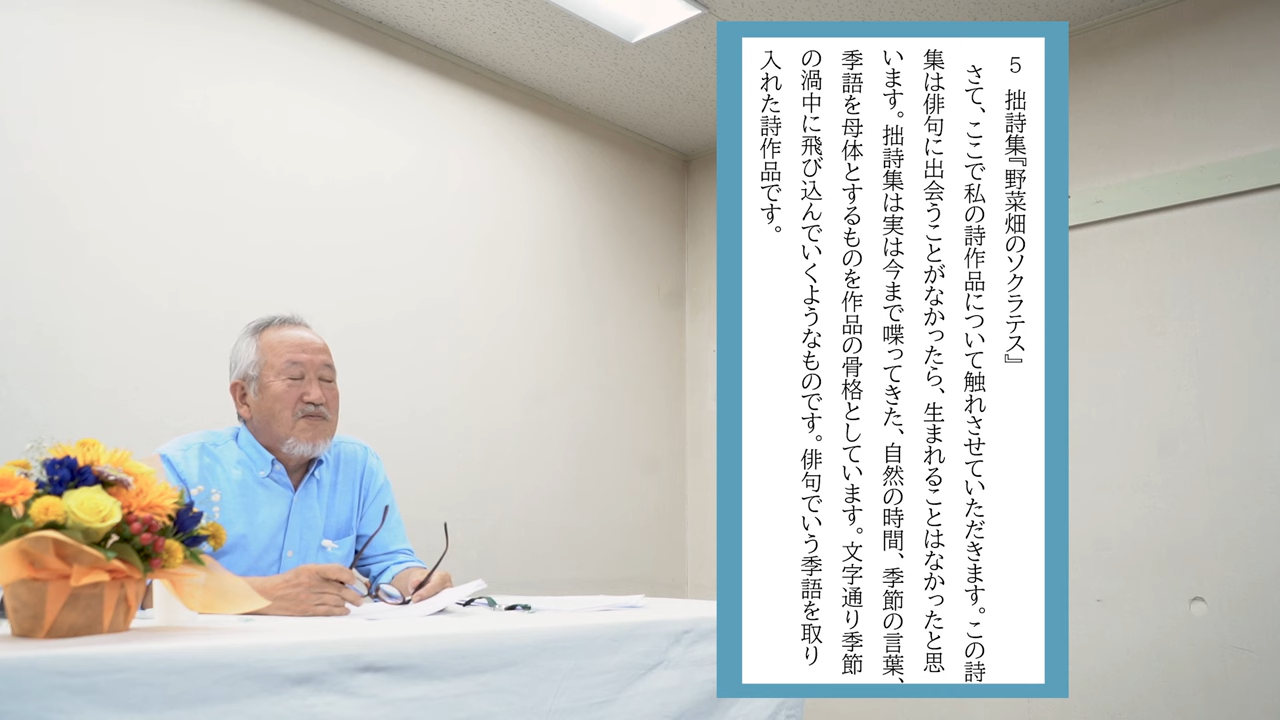 5　拙詩集『野菜畑のソクラテス』
さて、ここで私の詩作品について触れさせていただきます。この詩
集は俳句に出会うことがなかったら、生まれることはなかったと思
います。拙詩集は実は今まで喋ってきた、自然の時間、季節の言葉、
季語を母体とするものを作品の骨格としています。文字通り季節
の渦中に飛び込んでいくようなものです。俳句でいう季語を取り
入れた詩作品です。